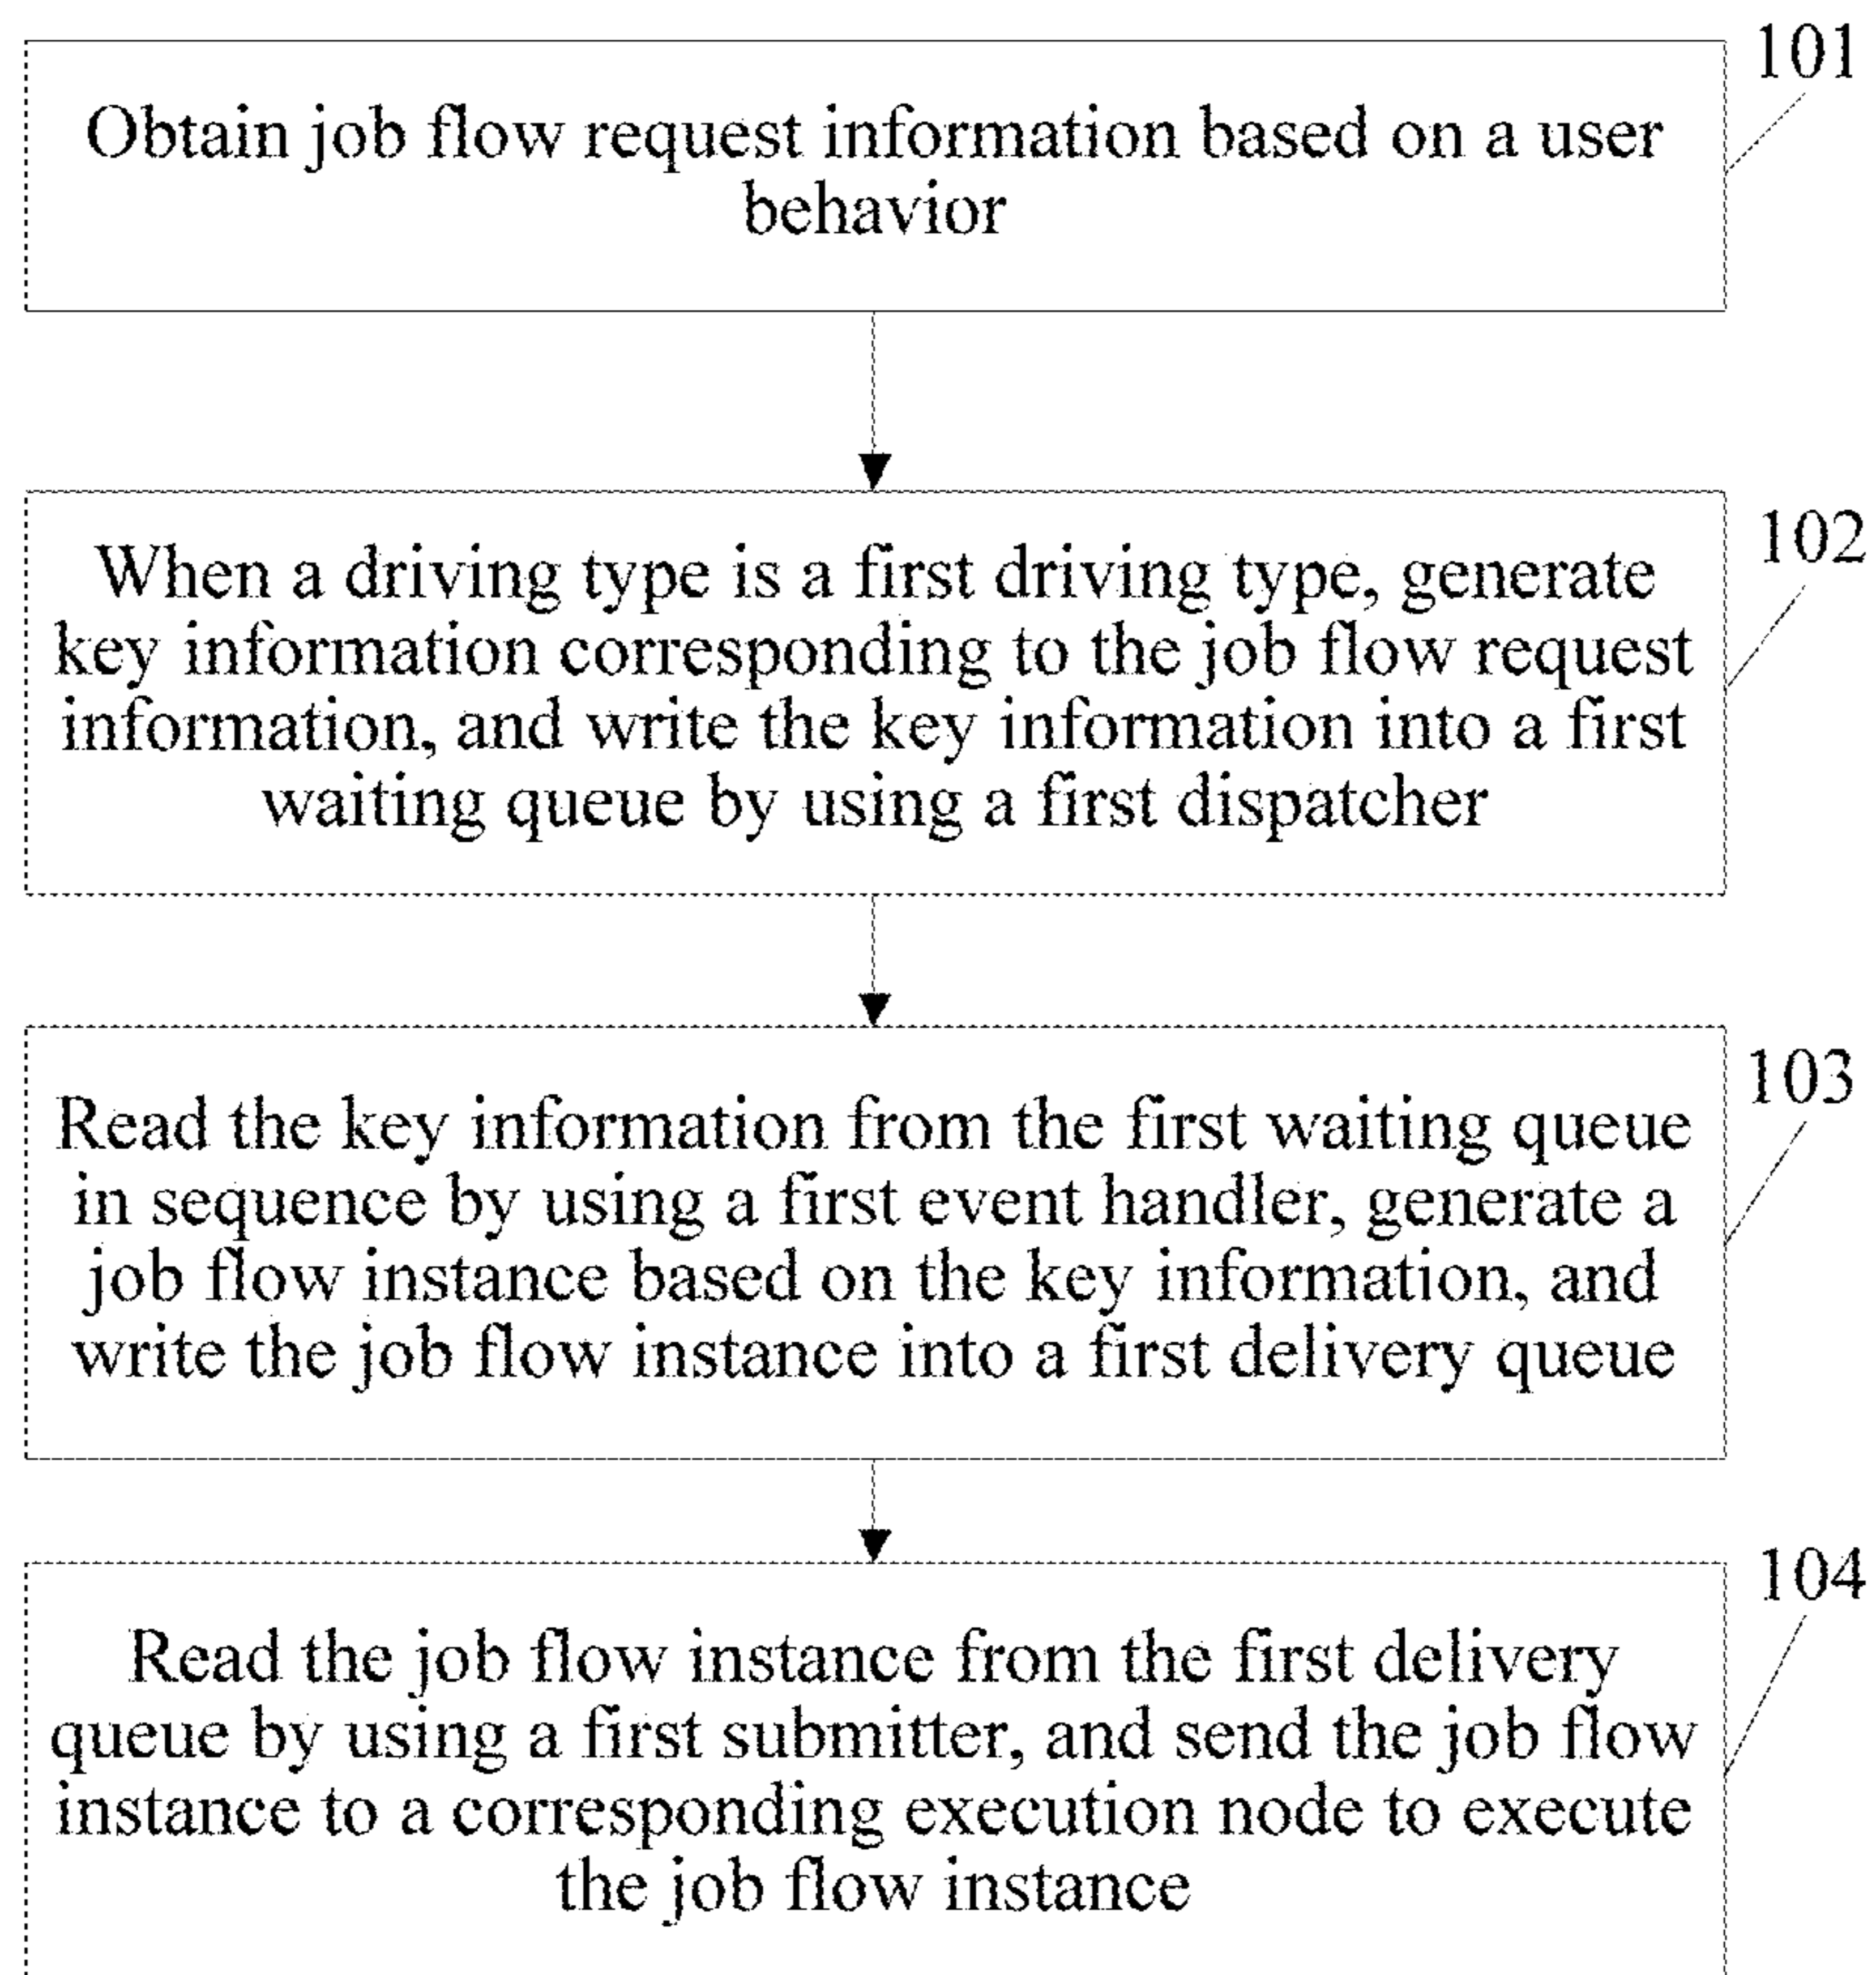 101
Obtain job flow request information based on a user
behavior
102
When a driving type is a first driving type, generate
key information corresponding to the job flow request
information, and write the key information into a first
waiting queue by using a first dispatcher
103
Read the key information from the first waiting queue
in sequence by using a first event handler, generate a
job flow instance based on the key information, and
write the job flow instance into a first delivery queue
104
Read the job flow instance from the first delivery
queue by using a first submitter, and send the job flow
instance to a corresponding execution node to execute
the job flow instance